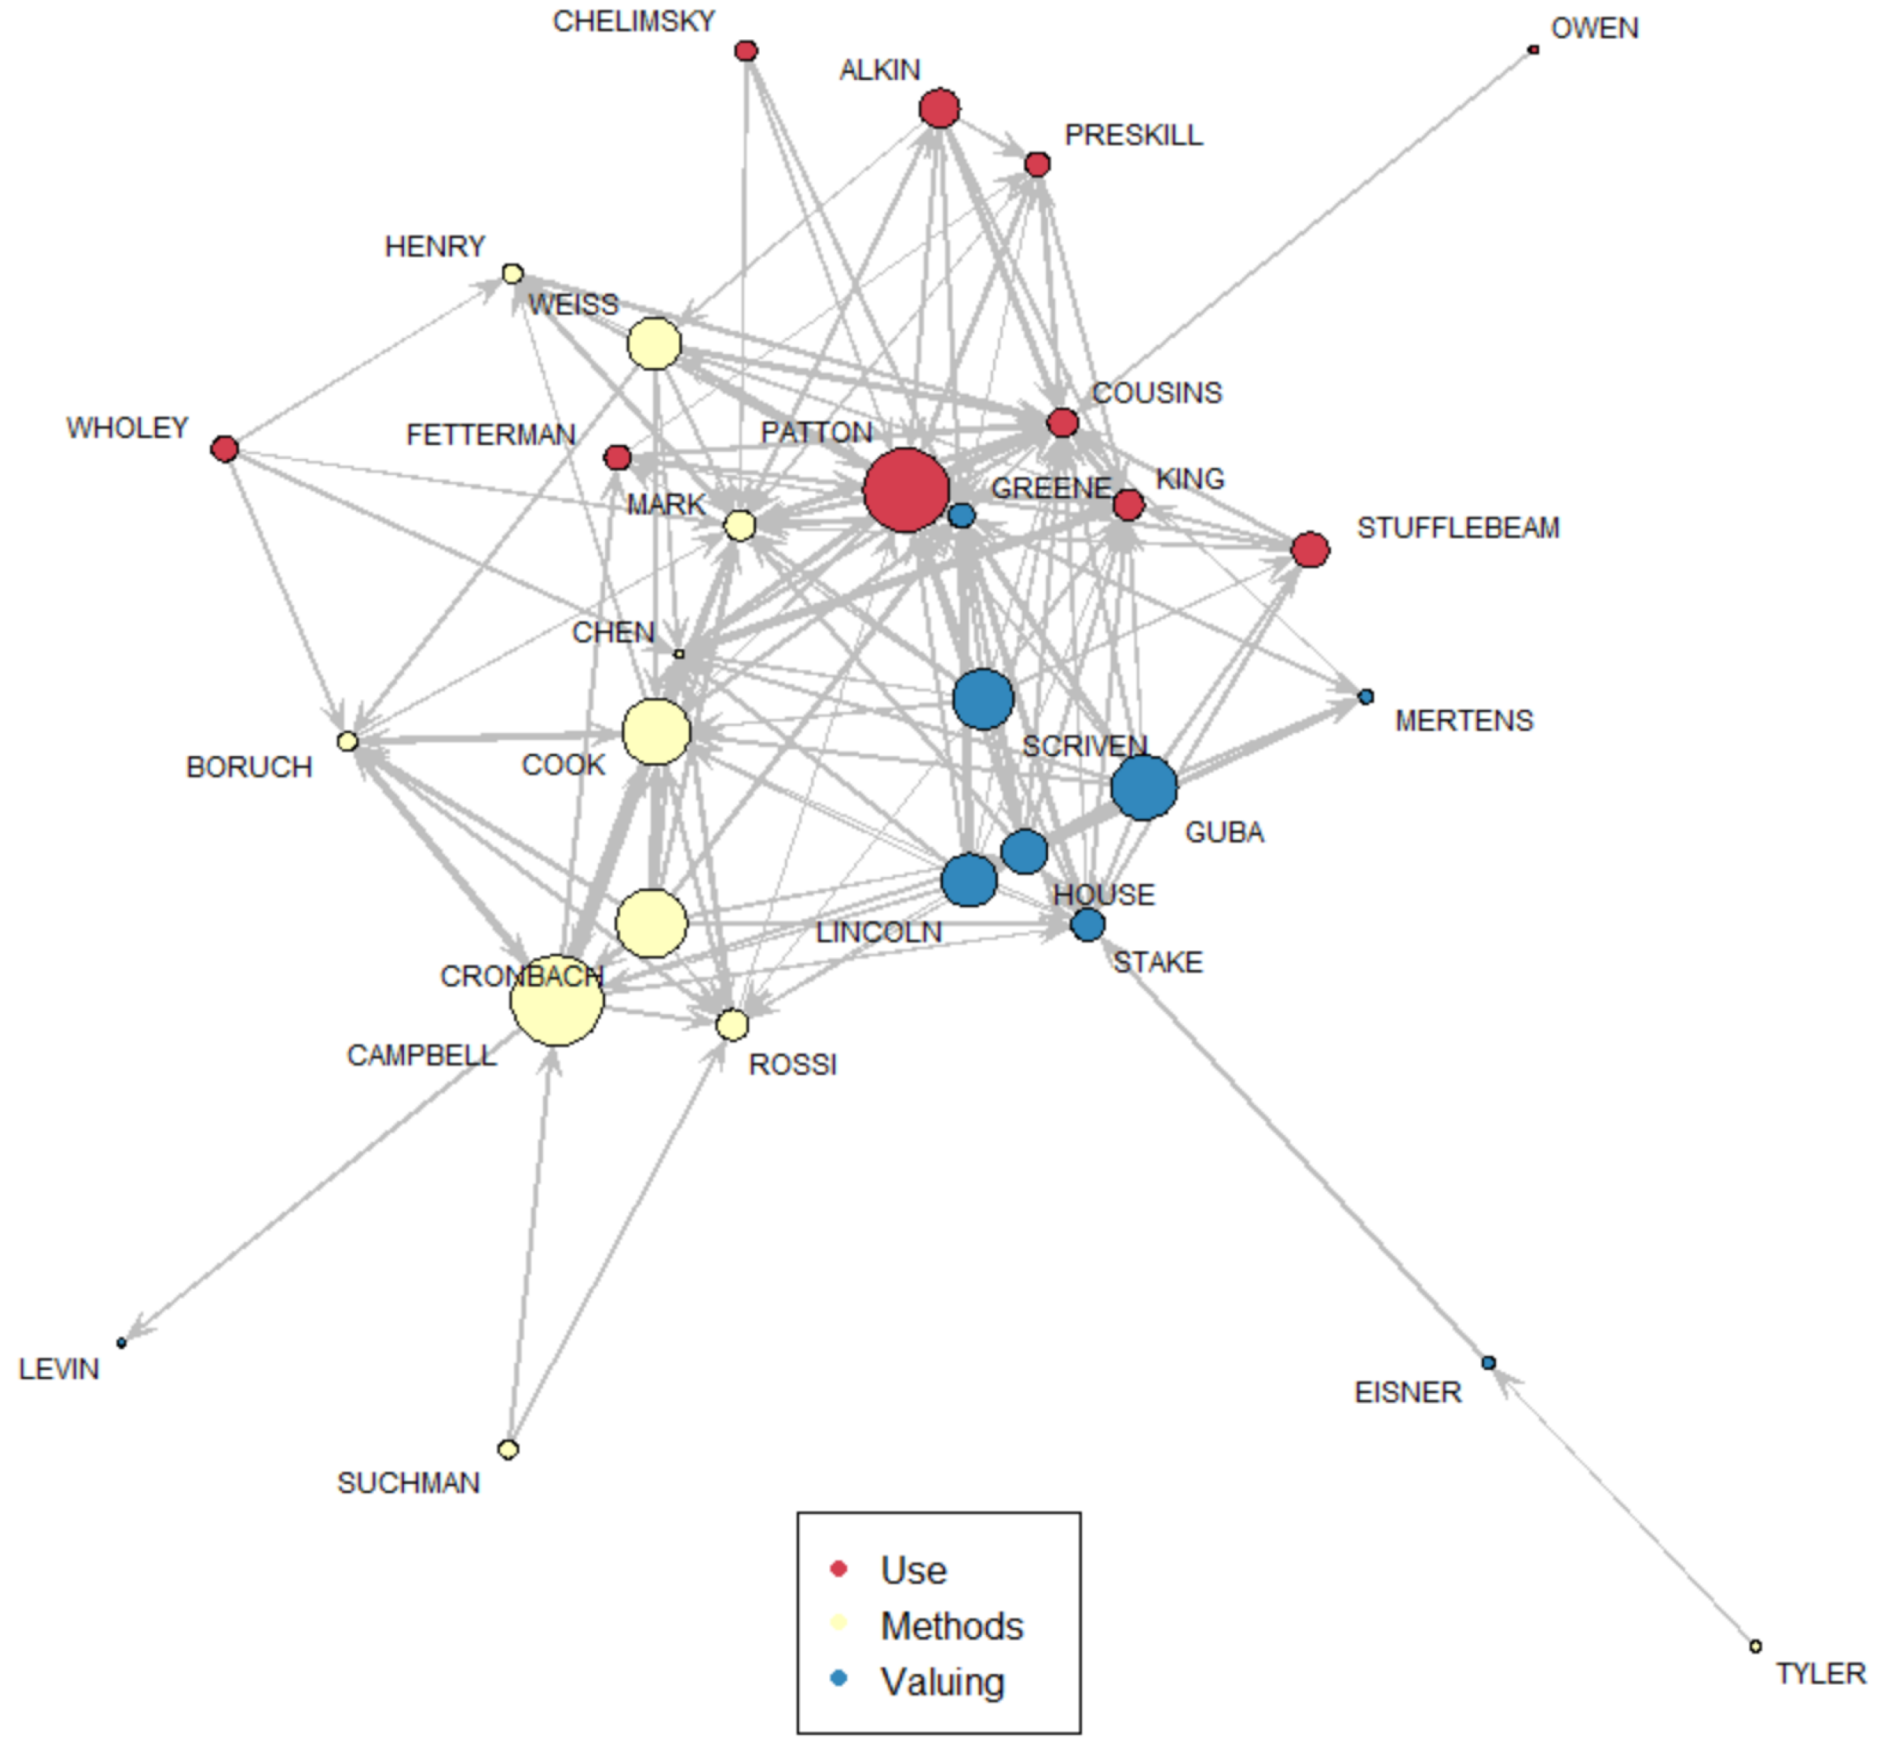 CHELIMSKY
OWEN
ALKIN
PRESKILL
HENRY
WEISS
COUSINS
WHOLEY
FETTERMAN
PATTON
KING
GREENE
MARK
STUFFLEBEAM
CHEN
MERTENS
SCRIVEN
BORUCH
COOK
GUBA
HOUSE
LINCOLN
STAKE
CRONBACH
CAMPBELL
ROSSI
LEVIN
EISNER
SUCHMAN
Use
Methods
Valuing
TYLER